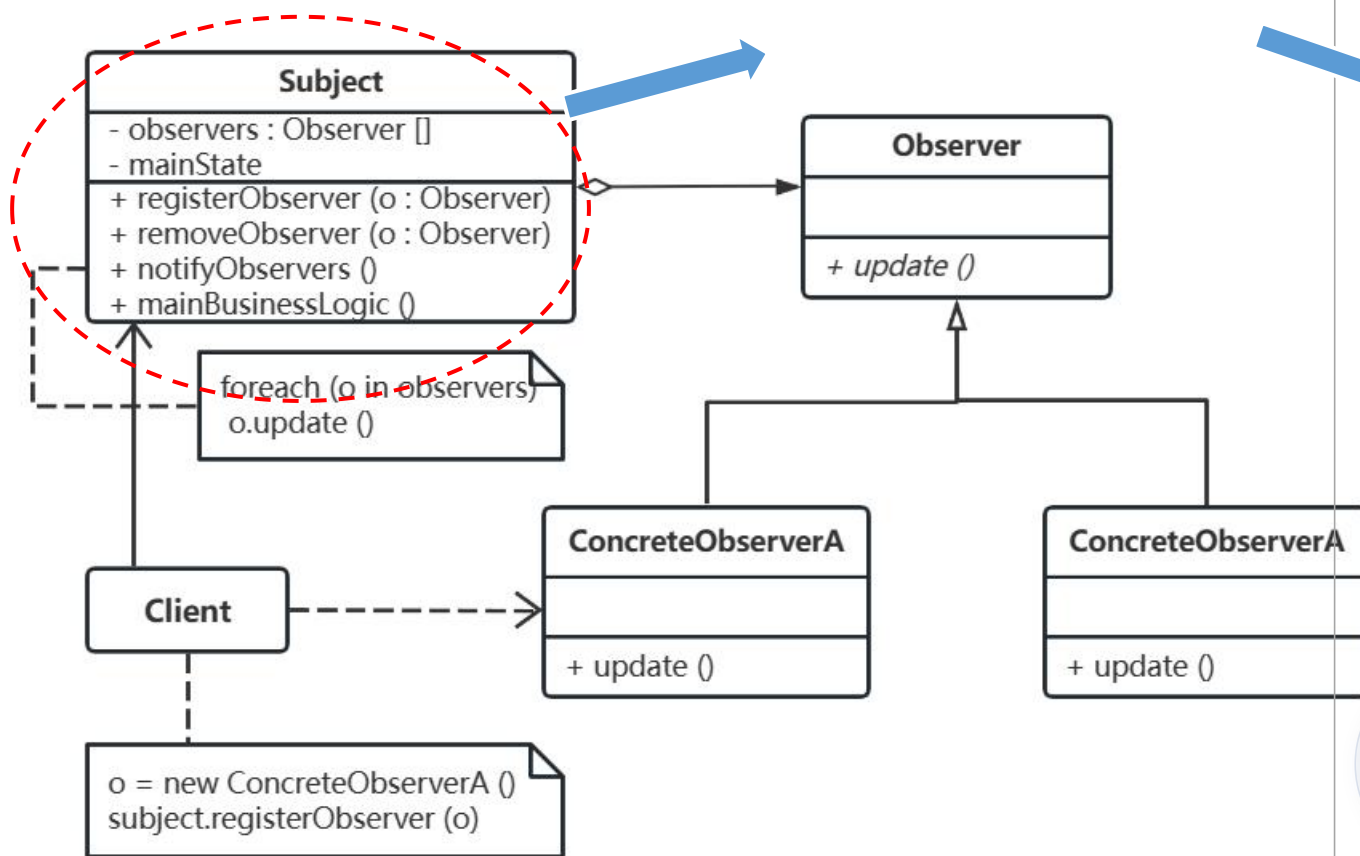 Subject
- observers : Observer []
- mainState
+ registerObserver (o : Observer)
+ removeObserver (o : Observer)
+ notifyObservers ()
+ mainBusinessLogic ()
foreach (o in observers)
o.update ()
Observer
+ update ()
ConcreteObserverA
+ update ()
ConcreteObserverA
+ update ()
Client
o = new ConcreteObserverA ()
subject.registerObserver (o)